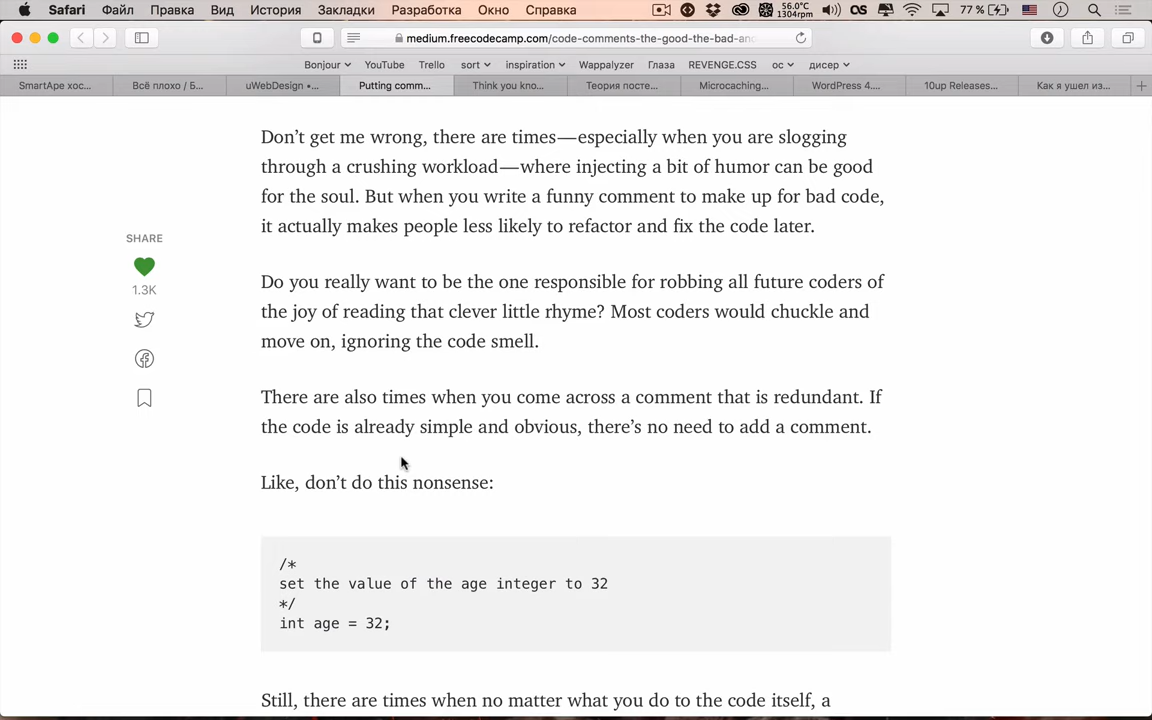 Safari Файл Правка Вид История Закладки Разработка Окно Справка 56.0°C 1304rpm OS 77 %
medium.freecodecamp.com/code-comments-the-good-the-bad-an
Bonjour YouTube Trello sort inspiration Wappalyzer Глаза REVENGE.CSS ос дисер
SmartApe хос... Всё плохо / Б... uWebDesign •... Putting comm... Think you kno... Теория посте... Microcaching... WordPress 4.... 10up Releases... Как я ушел из...
Don’t get me wrong, there are times—especially when you are slogging
through a crushing workload—where injecting a bit of humor can be good
for the soul. But when you write a funny comment to make up for bad code,
it actually makes people less likely to refactor and fix the code later.
SHARE
1.3K
Do you really want to be the one responsible for robbing all future coders of
the joy of reading that clever little rhyme? Most coders would chuckle and
move on, ignoring the code smell.
There are also times when you come across a comment that is redundant. If
the code is already simple and obvious, there’s no need to add a comment.
Like, don’t do this nonsense:
/*
set the value of the age integer to 32
*/
int age = 32;
Still, there are times when no matter what you do to the code itself, a